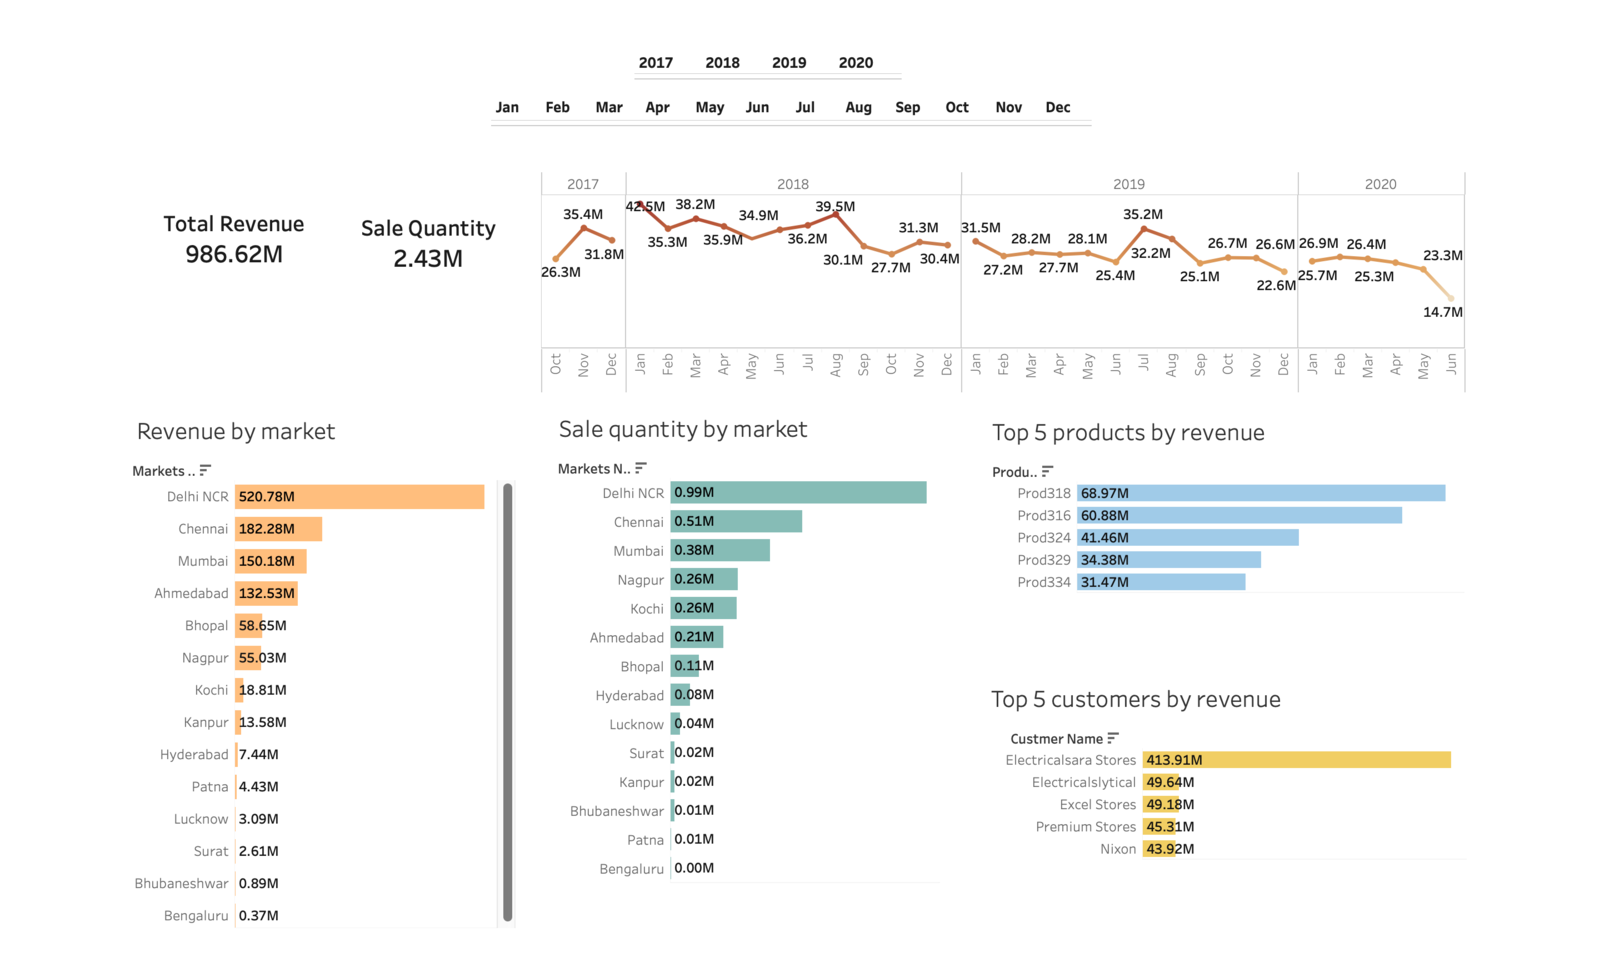 2017 2018 2019 2020
Jan Feb Mar Apr May Jun Jul Aug Sep Oct Nov Dec
Total Revenue
986.62M
Sale Quantity
2.43M
2017 2018 2019 2020
26.3M 35.4M 31.8M 42.5M 35.3M 38.2M 35.9M 34.9M 36.2M 39.5M 30.1M 27.7M 31.3M 30.4M 31.5M 27.2M 28.2M 27.7M 28.1M 25.4M 35.2M 32.2M 25.1M 26.7M 26.6M 22.6M 25.7M 26.9M 26.4M 25.3M 23.3M 14.7M
Oct Nov Dec Jan Feb Mar Apr May Jun Jul Aug Sep Oct Nov Dec Jan Feb Mar Apr May Jun Jul Aug Sep Oct Nov Dec Jan Feb Mar Apr May Jun
Revenue by market
Markets ..
Delhi NCR 520.78M
Chennai 182.28M
Mumbai 150.18M
Ahmedabad 132.53M
Bhopal 58.65M
Nagpur 55.03M
Kochi 18.81M
Kanpur 13.58M
Hyderabad 7.44M
Patna 4.43M
Lucknow 3.09M
Surat 2.61M
Bhubaneshwar 0.89M
Bengaluru 0.37M
Sale quantity by market
Markets N..
Delhi NCR 0.99M
Chennai 0.51M
Mumbai 0.38M
Nagpur 0.26M
Kochi 0.26M
Ahmedabad 0.21M
Bhopal 0.11M
Hyderabad 0.08M
Lucknow 0.04M
Surat 0.02M
Kanpur 0.02M
Bhubaneshwar 0.01M
Patna 0.01M
Bengaluru 0.00M
Top 5 products by revenue
Produ..
Prod318 68.97M
Prod316 60.88M
Prod324 41.46M
Prod329 34.38M
Prod334 31.47M
Top 5 customers by revenue
Custmer Name
Electricalsara Stores 413.91M
Electricalslytical 49.64M
Excel Stores 49.18M
Premium Stores 45.31M
Nixon 43.92M